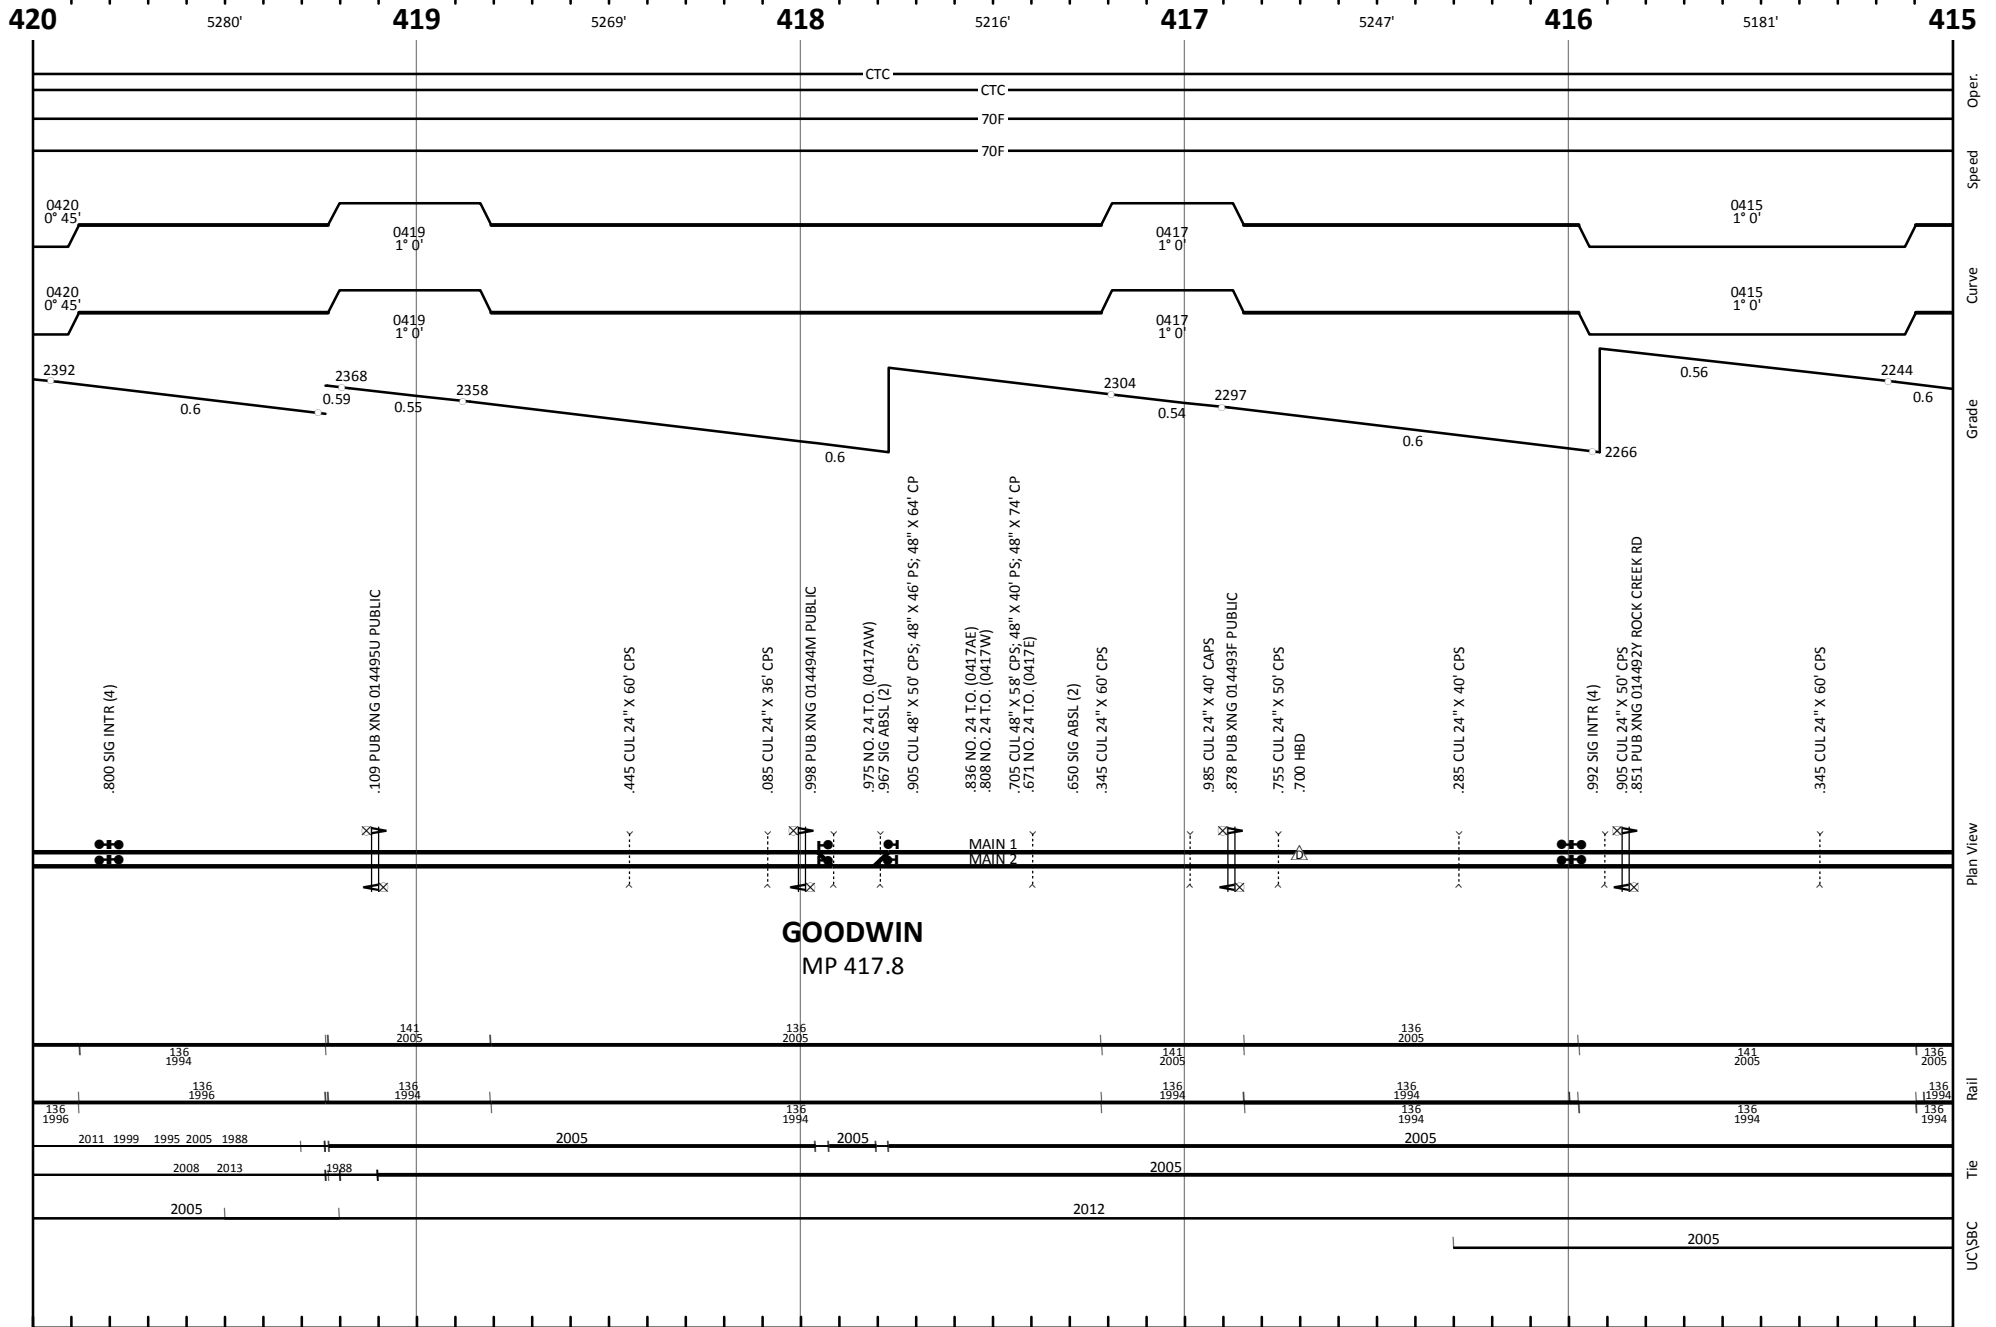 420 5280' 419 5269' 418 5216' 417 5247' 416 5181' 415
CTC
CTC
Oper.
70F
70F
Speed
0420
0° 45'
0419
1° 0'
0417
1° 0'
0415
1° 0'
0420
0° 45'
0419
1° 0'
0417
1° 0'
0415
1° 0'
Curve
2392
0.6
2368
0.59
0.55
2358
0.6
2304
0.54
2297
0.6
2266
0.56
2244
0.6
Grade
.800 SIG INTR (4)
.109 PUB XNG 014495U PUBLIC
.445 CUL 24" X 60' CPS
.085 CUL 24" X 36' CPS
.998 PUB XNG 014494M PUBLIC
.975 NO. 24 T.O. (0417AW)
.967 SIG ABSL (2)
.905 CUL 48" X 50' CPS; 48" X 46' PS; 48" X 64' CP
.836 NO. 24 T.O. (0417AE)
.808 NO. 24 T.O. (0417W)
.705 CUL 48" X 58' CPS; 48" X 40' PS; 48" X 74' CP
.671 NO. 24 T.O. (0417E)
.650 SIG ABSL (2)
.345 CUL 24" X 60' CPS
.985 CUL 24" X 40' CAPS
.878 PUB XNG 014493F PUBLIC
.755 CUL 24" X 50' CPS
.700 HBD
.285 CUL 24" X 40' CPS
.992 SIG INTR (4)
.905 CUL 24" X 50' CPS
.851 PUB XNG 014492Y ROCK CREEK RD
.345 CUL 24" X 60' CPS
MAIN 1
MAIN 2
D
Plan View
GOODWIN
MP 417.8
141 136 136
2005 2005 2005
136 141 141 136
1994 2005 2005 2005
136 136 136 136 136
1996 1994 1994 1994 1994
136 136 136 136 136
1996 1994 1994 1994 1994
Rail
2011 1999 1995 2005 1988 2005 2005 2005
2008 2013 1988 2005
Tie
2005 2012
2005
UC\SBC